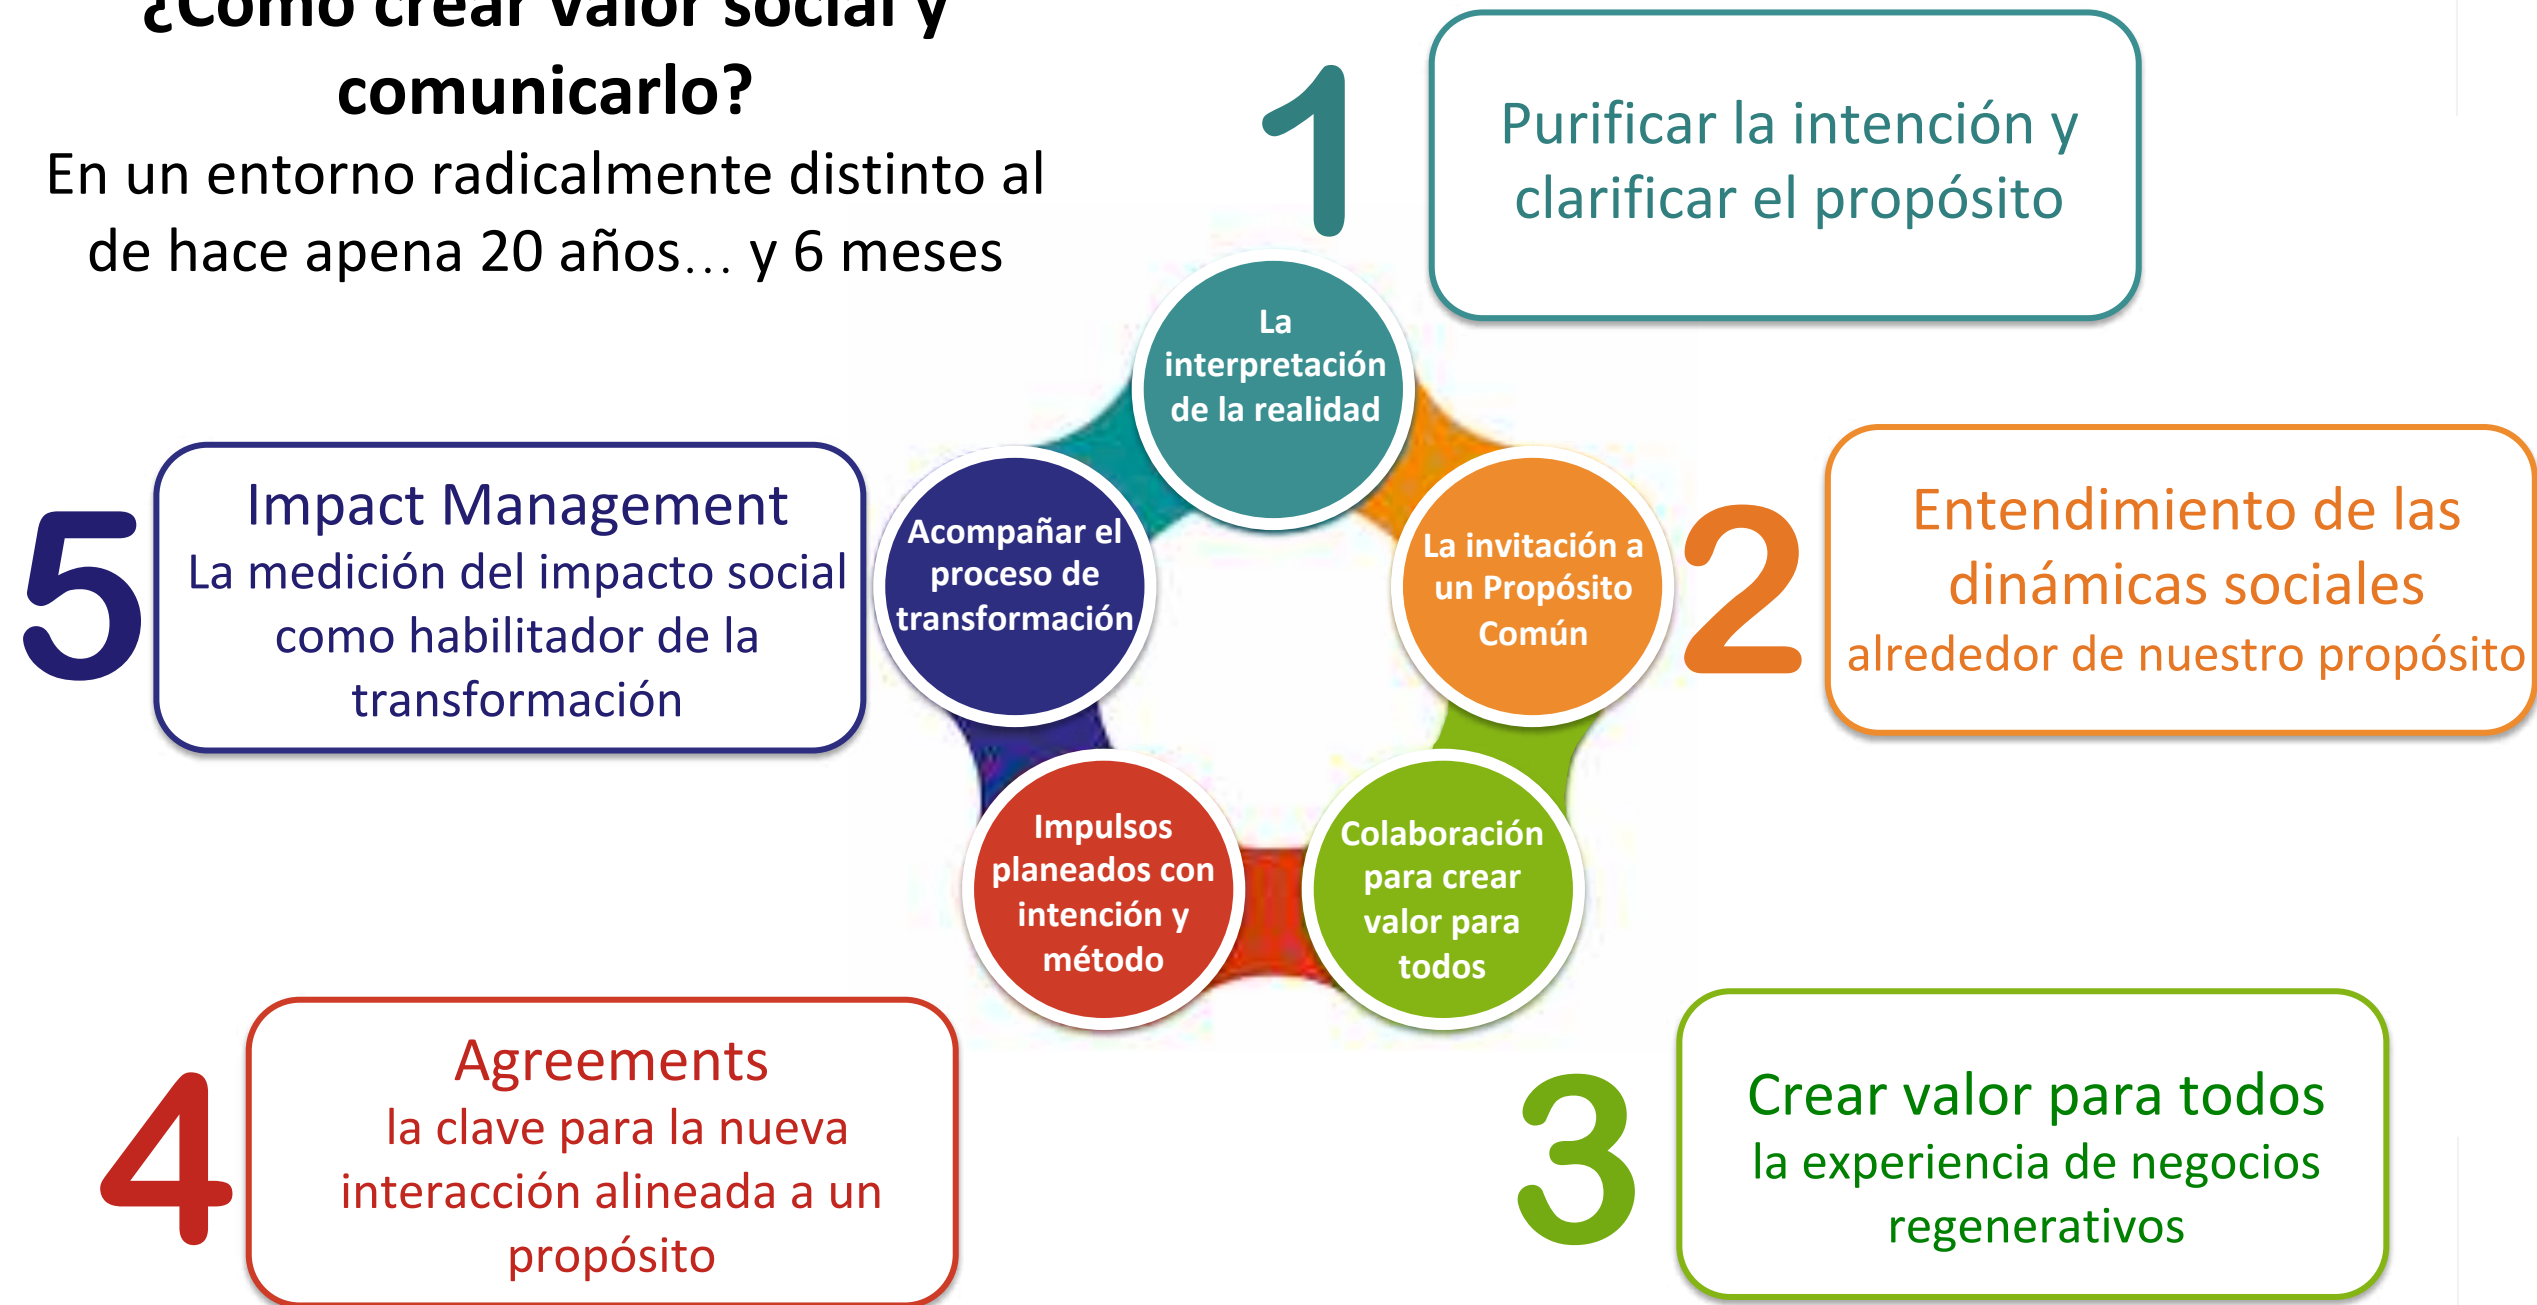 ¿Cómo crear valor social y
comunicarlo?
En un entorno radicalmente distinto al
de hace apena 20 años... y 6 meses
1
Purificar la intención y
clarificar el propósito
La
interpretación
de la realidad
La invitación a
un Propósito
Común
2
Entendimiento de las
dinámicas sociales
alrededor de nuestro propósito
Colaboración
para crear
valor para
todos
3
Crear valor para todos
la experiencia de negocios
regenerativos
Impulsos
planeados con
intención y
método
4
Agreements
la clave para la nueva
interacción alineada a un
propósito
Acompañar el
proceso de
transformación
5
Impact Management
La medición del impacto social
como habilitador de la
transformación